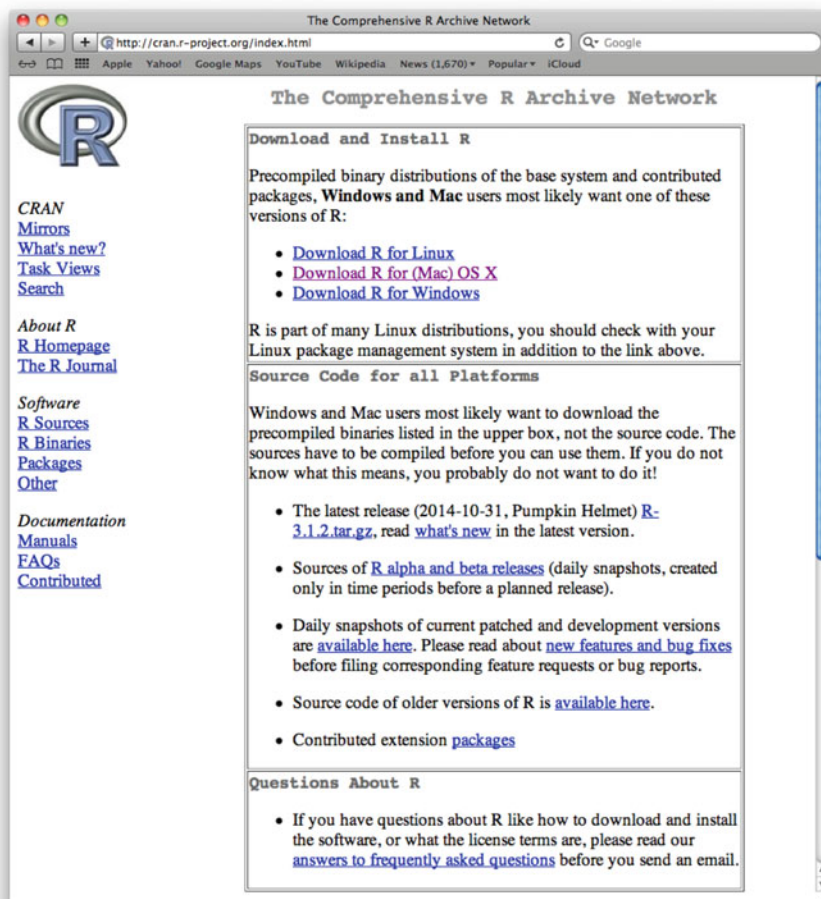 The Comprehensive R Archive Network
http://cran.r-project.org/index.html
Google
Apple Yahoo! Google Maps YouTube Wikipedia News (1,670) Popular iCloud
R
CRAN
Mirrors
What's new?
Task Views
Search
About R
R Homepage
The R Journal
Software
R Sources
R Binaries
Packages
Other
Documentation
Manuals
FAQs
Contributed
The Comprehensive R Archive Network
Download and Install R
Precompiled binary distributions of the base system and contributed
packages, Windows and Mac users most likely want one of these
versions of R:
• Download R for Linux
• Download R for (Mac) OS X
• Download R for Windows
R is part of many Linux distributions, you should check with your
Linux package management system in addition to the link above.
Source Code for all Platforms
Windows and Mac users most likely want to download the
precompiled binaries listed in the upper box, not the source code. The
sources have to be compiled before you can use them. If you do not
know what this means, you probably do not want to do it!
• The latest release (2014-10-31, Pumpkin Helmet) R-
3.1.2.tar.gz, read what's new in the latest version.
• Sources of R alpha and beta releases (daily snapshots, created
only in time periods before a planned release).
• Daily snapshots of current patched and development versions
are available here. Please read about new features and bug fixes
before filing corresponding feature requests or bug reports.
• Source code of older versions of R is available here.
• Contributed extension packages
Questions About R
• If you have questions about R like how to download and install
the software, or what the license terms are, please read our
answers to frequently asked questions before you send an email.